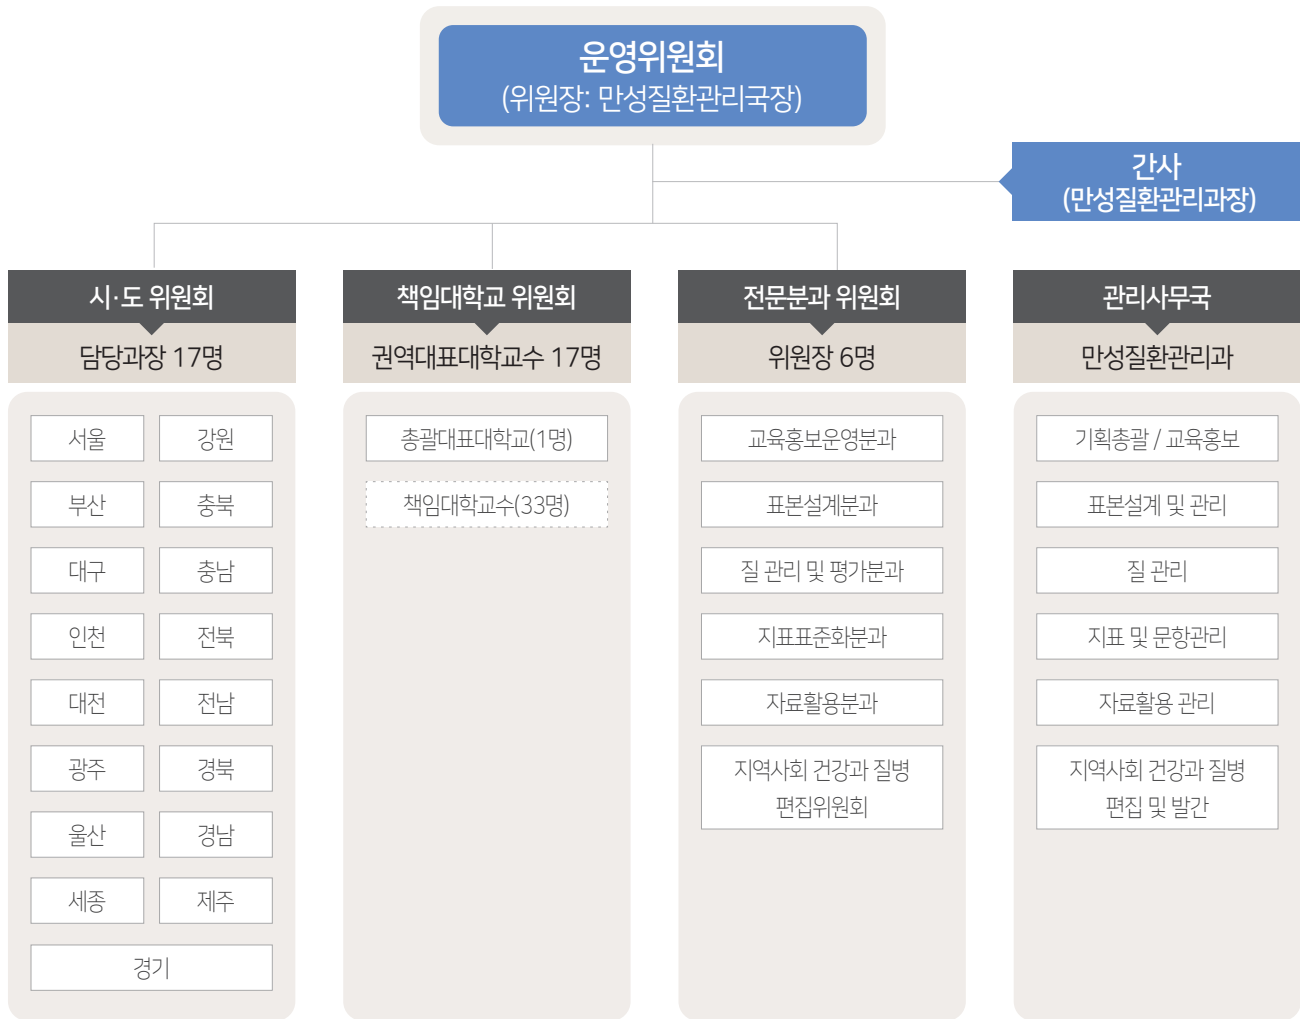 운영위원회
(위원장: 만성질환관리국장)
간사
(만성질환관리과장)
시·도 위원회
담당과장 17명
서울
강원
부산
충북
대구
충남
인천
전북
대전
전남
광주
경북
울산
경남
세종
제주
경기
책임대학교 위원회
권역대표대학교수 17명
총괄대표대학교(1명)
책임대학교수(33명)
전문분과 위원회
위원장 6명
교육홍보운영분과
표본설계분과
질 관리 및 평가분과
지표표준화분과
자료활용분과
지역사회 건강과 질병
편집위원회
관리사무국
만성질환관리과
기획총괄 / 교육홍보
표본설계 및 관리
질 관리
지표 및 문항관리
자료활용 관리
지역사회 건강과 질병
편집 및 발간